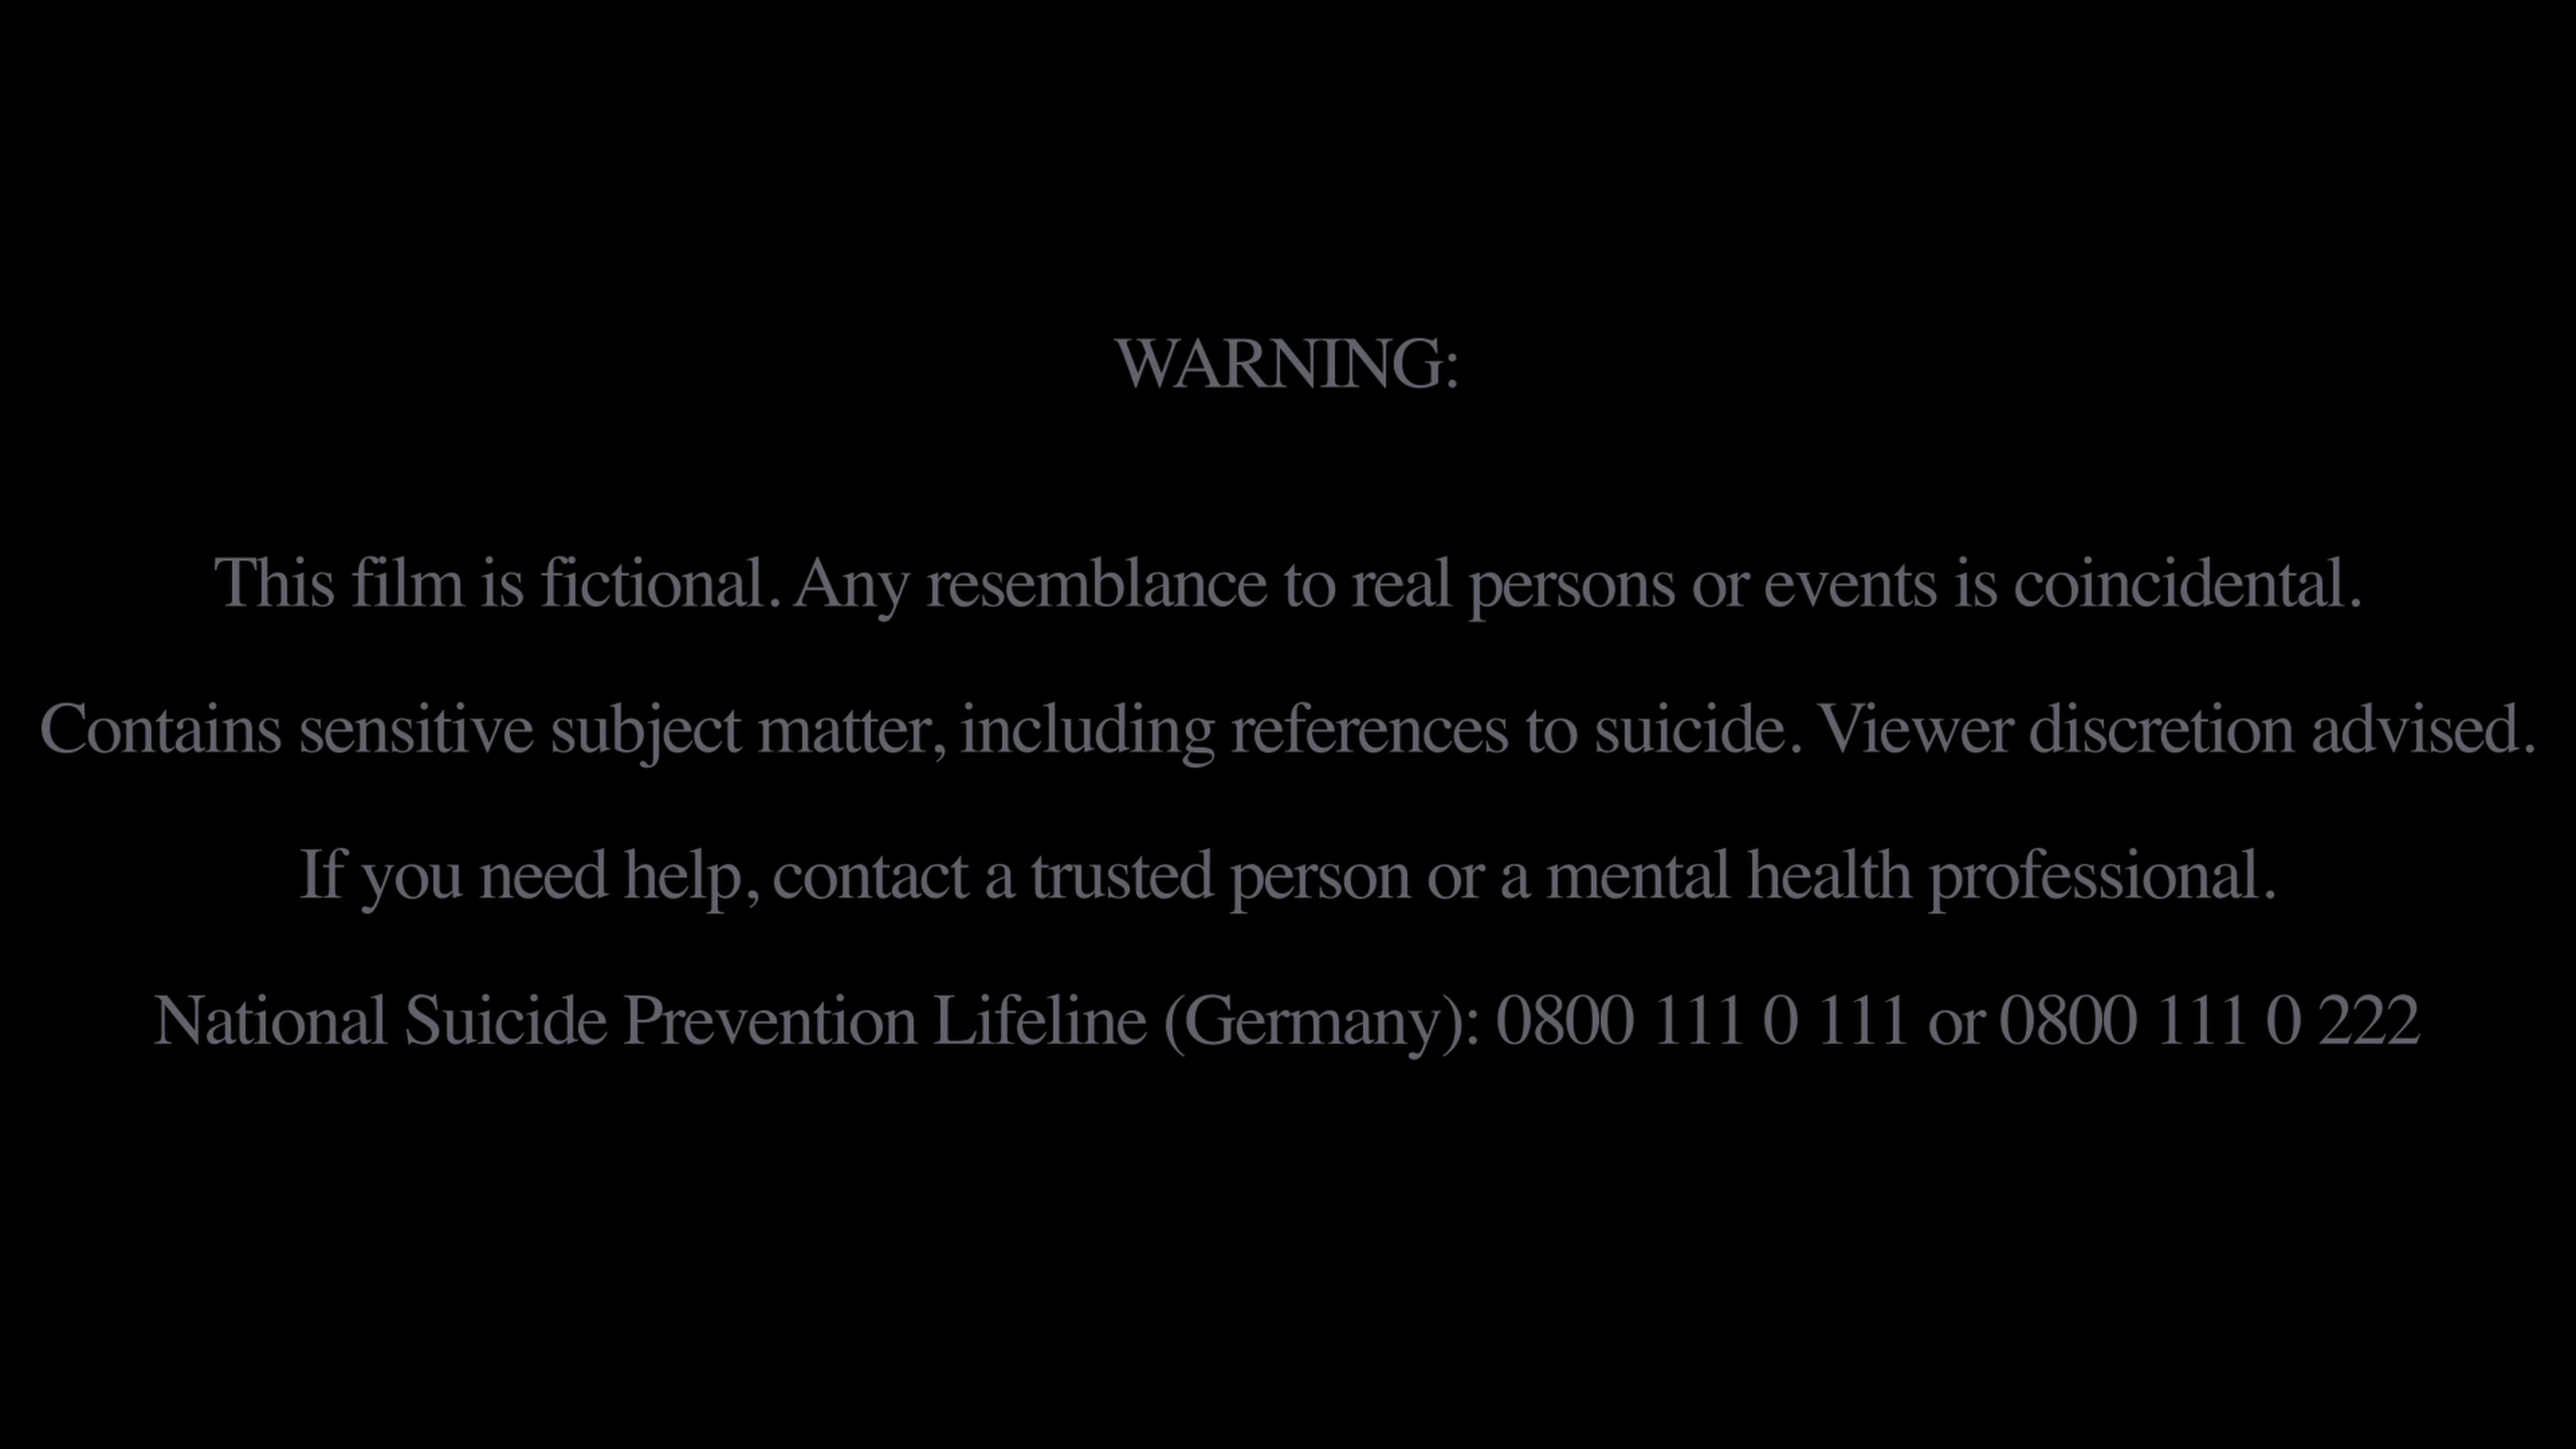 WARNING:
This film is fictional. Any resemblance to real persons or events is coincidental.
Contains sensitive subject matter, including references to suicide. Viewer discretion advised.
If you need help, contact a trusted person or a mental health professional.
National Suicide Prevention Lifeline (Germany): 0800 111 0 111 or 0800 111 0 222